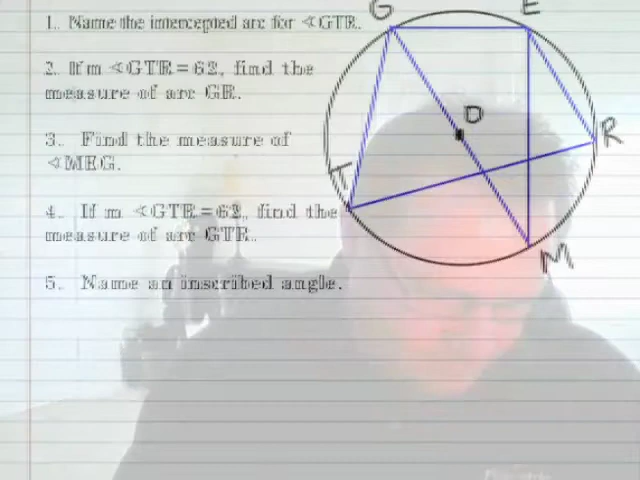 G
E
1. Name the intercepted arc for ∢GTR.
2. If m ∢GTR = 62, find the
measure of arc GR.
D
R
3. Find the measure of
∢MEG.
T
4. If m ∢GTR = 62, find the
measure of arc GTR.
M
5. Name an inscribed angle.